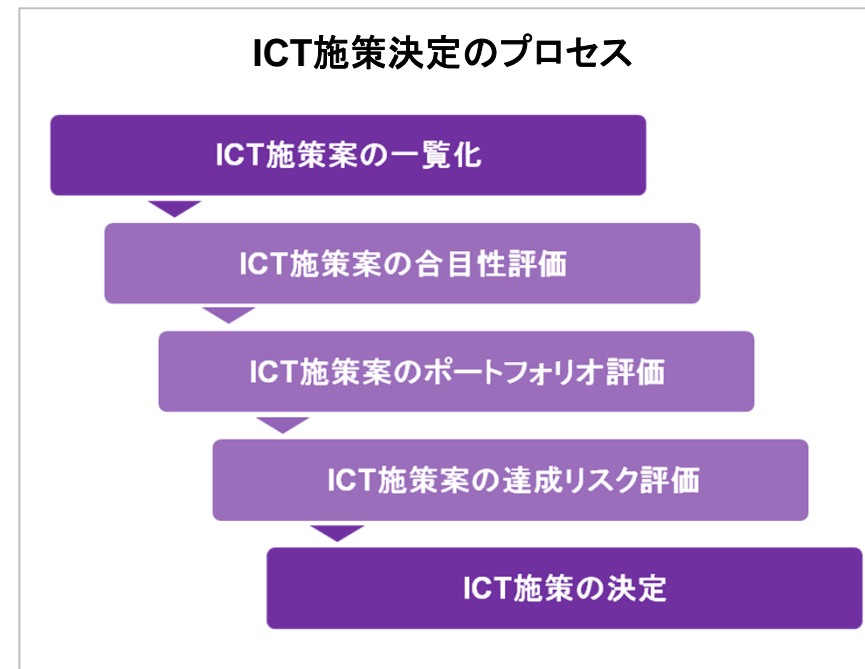 ICT施策決定のプロセス
ICT施策案の一覧化
ICT施策案の合目性評価
ICT施策案のポートフォリオ評価
ICT施策案の達成リスク評価
ICT施策の決定